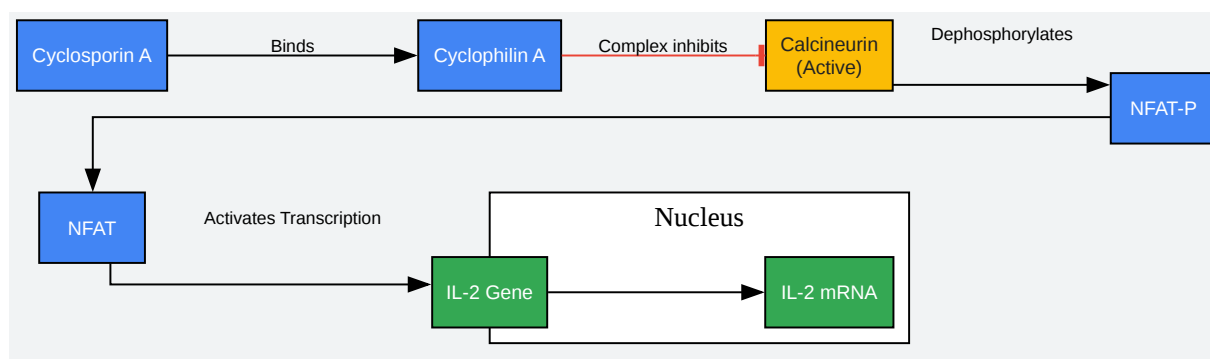 Cyclosporin A
Binds
Cyclophilin A
Complex inhibits
Calcineurin
(Active)
Dephosphorylates
NFAT-P
NFAT
Activates Transcription
Nucleus
IL-2 Gene
IL-2 mRNA